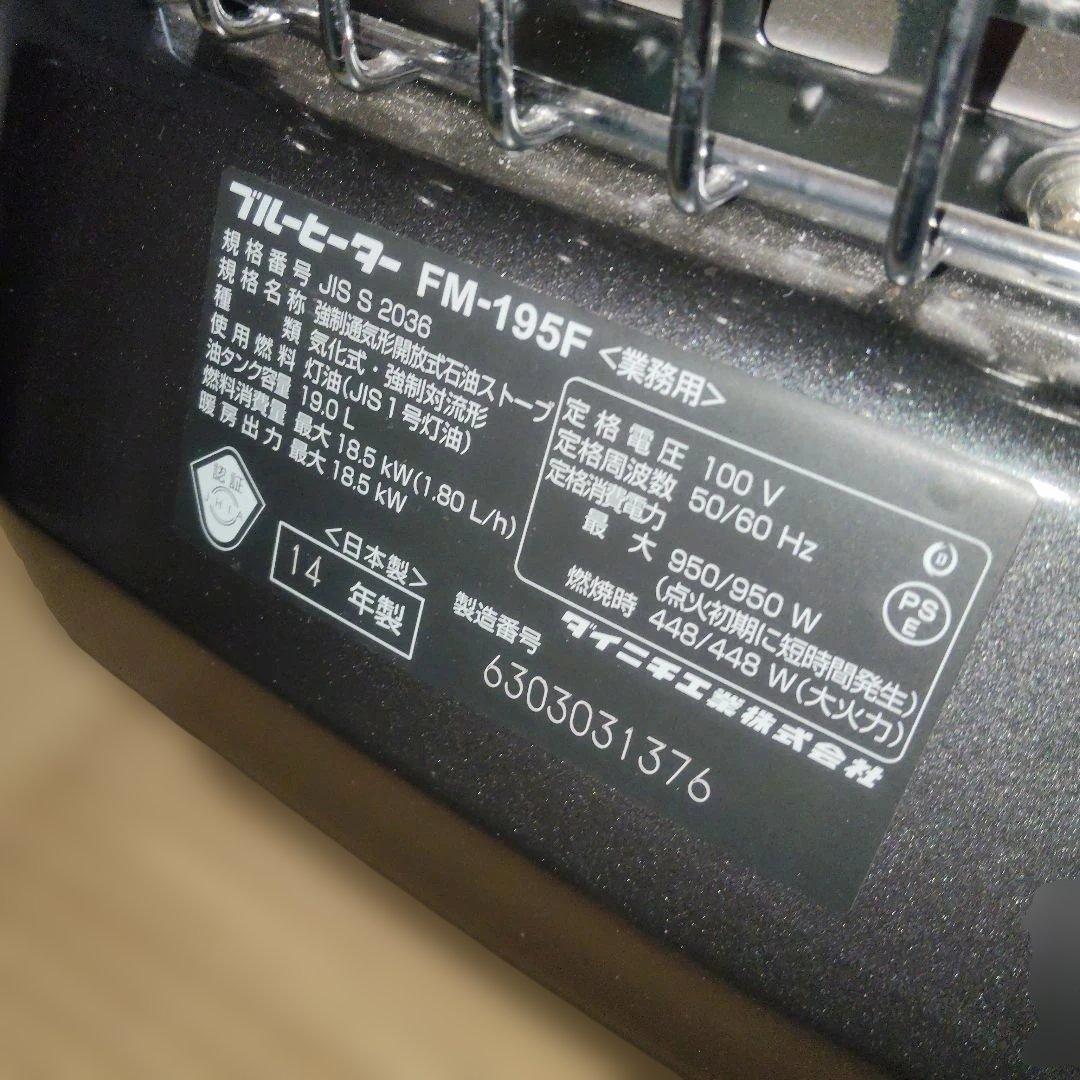 ブルーヒーター FM-195F <業務用>
規格番号 JIS S 2036
規格名称 強制通気形開放式石油ストーブ
種類 気化式・強制対流形
使用燃料 灯油(JIS1号灯油)
油タンク容量 19.0 L
燃料消費量 最大 18.5 kW(1.80 L/h)
暖房出力 最大 18.5 kW
定格電圧 100 V
定格周波数 50/60 Hz
定格消費電力
最大 950/950 W
(点火初期に短時間発生)
燃焼時 448/448 W(大火力)
PS
E
認証
<日本製>
14 年製
製造番号 6303031376
ダイニチ工業株式会社